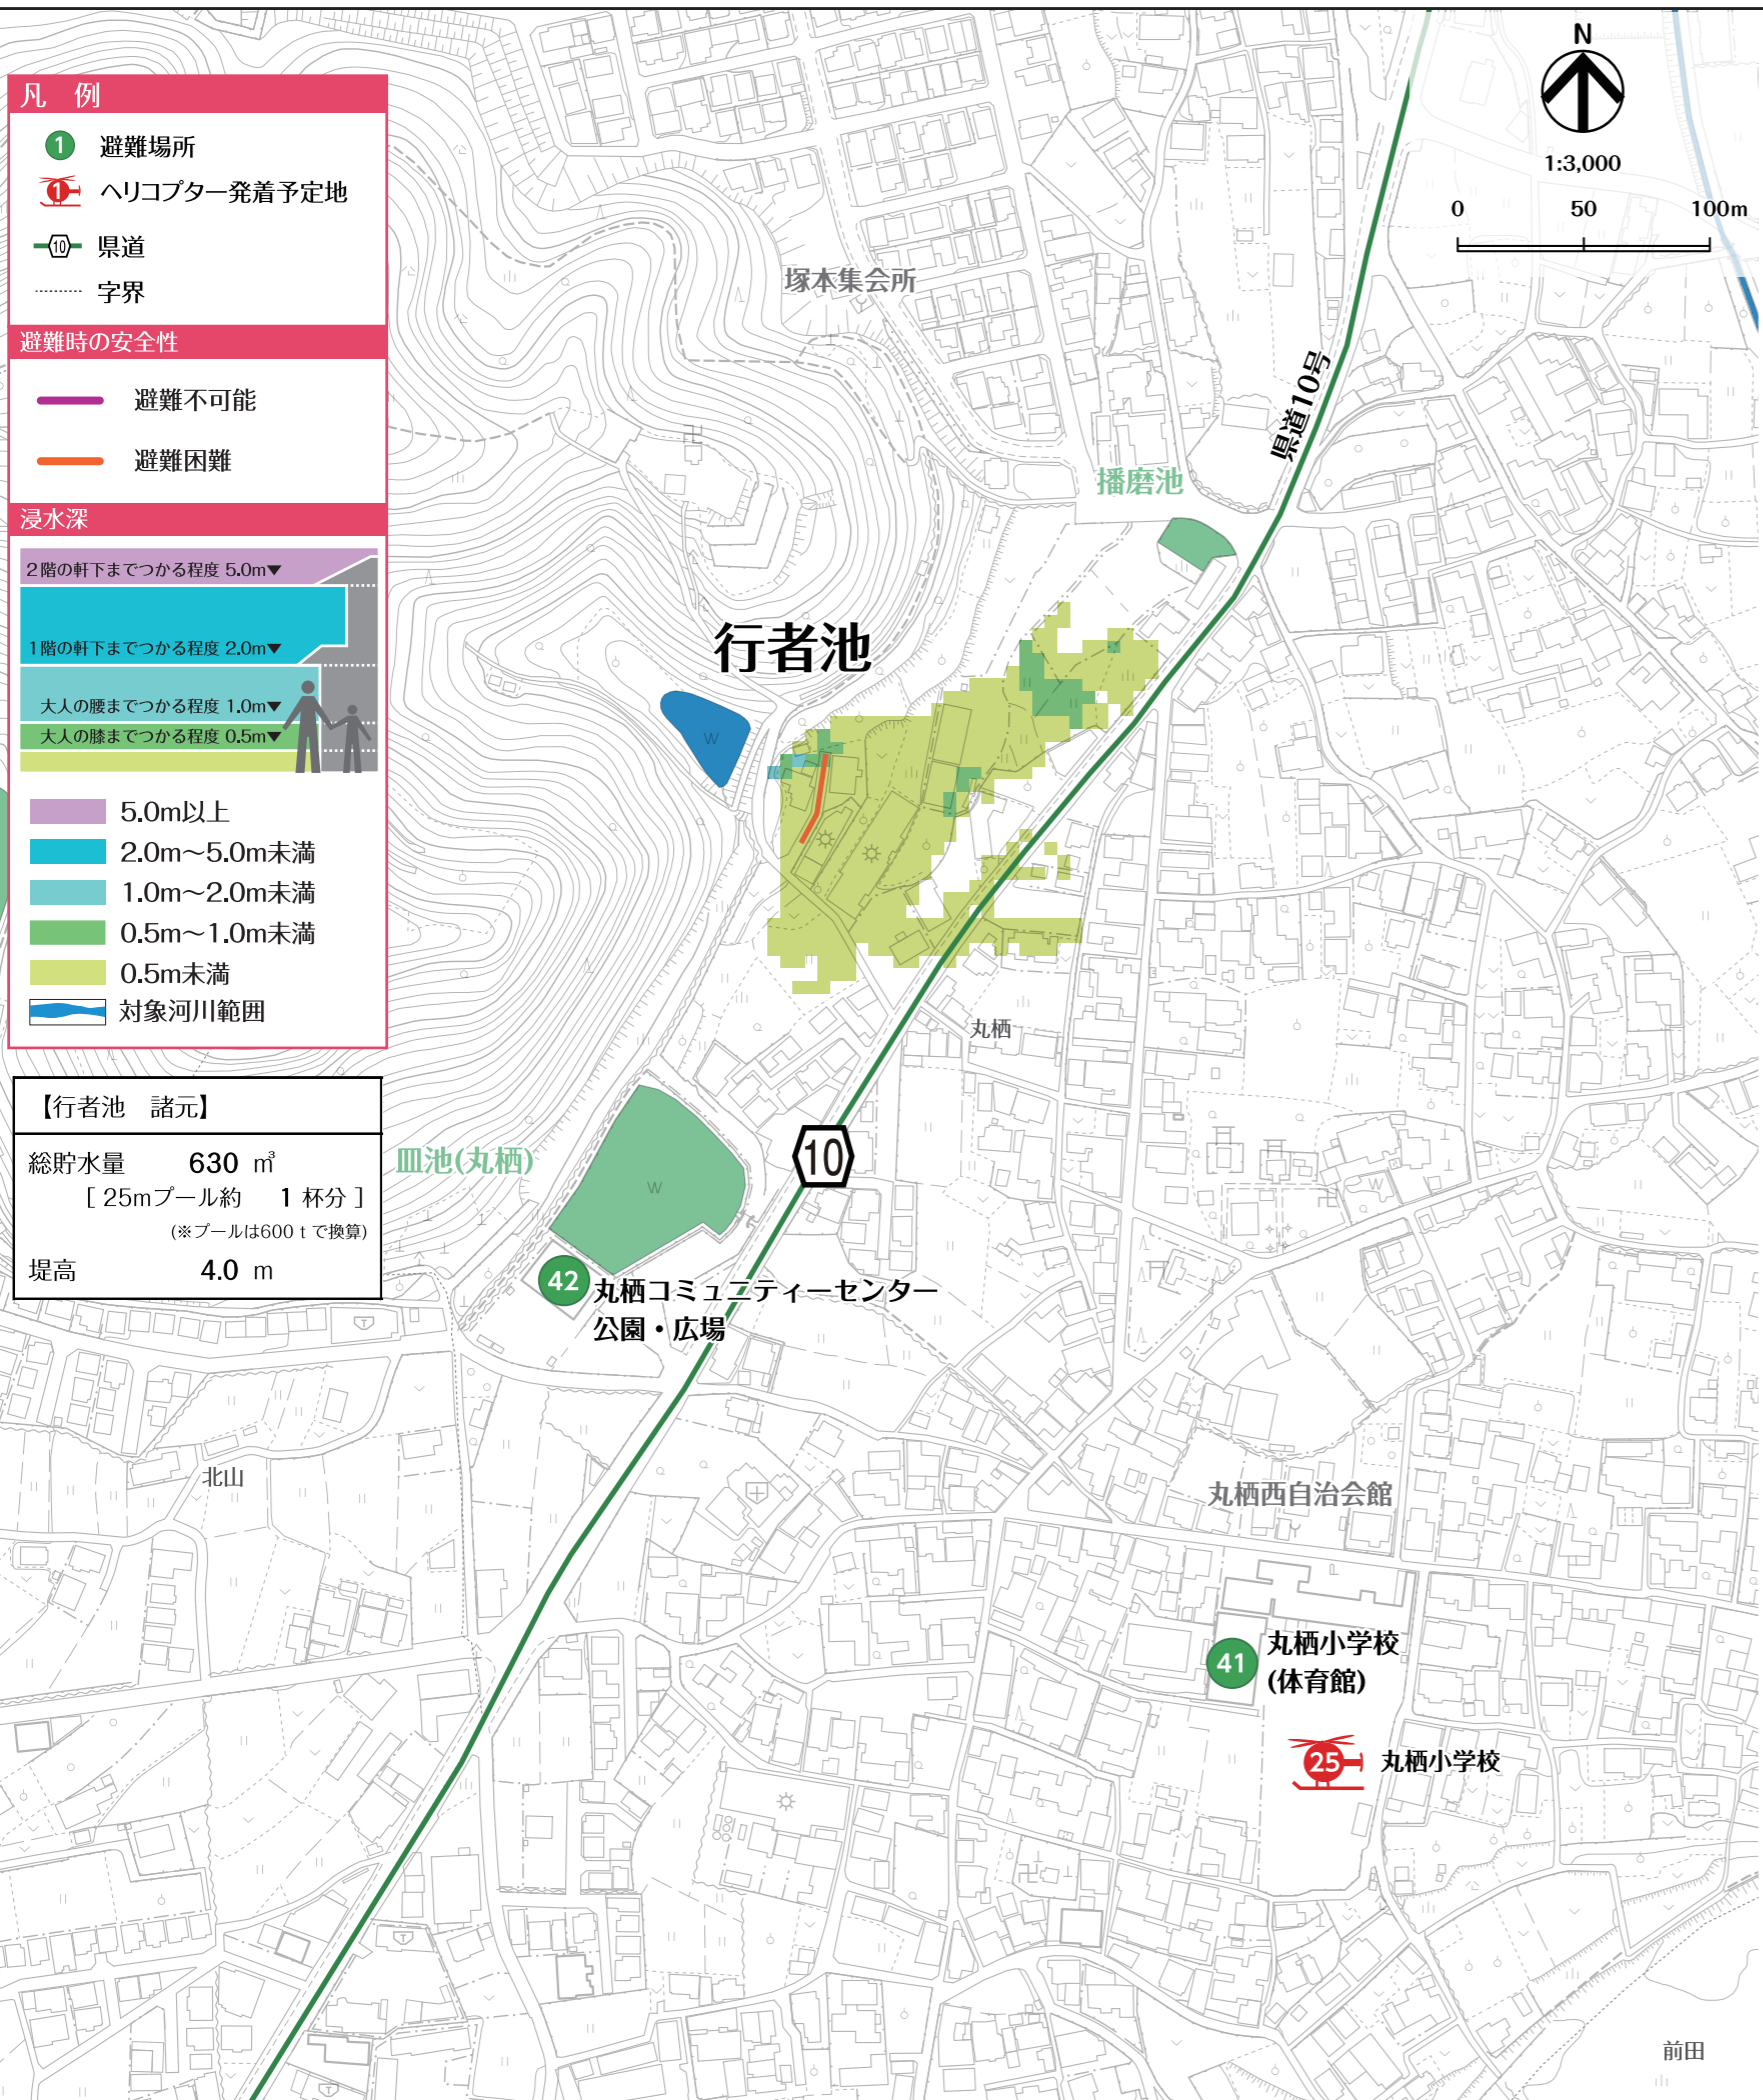 凡 例
1 避難場所
1 ヘリコプター発着予定地
10 県道
字界
避難時の安全性
避難不可能
避難困難
浸水深
2階の軒下までつかる程度 5.0m▼
1階の軒下までつかる程度 2.0m▼
大人の腰までつかる程度 1.0m▼
大人の膝までつかる程度 0.5m▼
5.0m以上
2.0m〜5.0m未満
1.0m〜2.0m未満
0.5m〜1.0m未満
0.5m未満
対象河川範囲
【行者池 諸元】
総貯水量 630 ㎥
[ 25mプール約 1 杯分 ]
(※プールは600 t で換算)
堤高 4.0 m
N
1:3,000
0 50 100m
塚本集会所
県道10号
播磨池
行者池
W
丸栖
10
皿池(丸栖)
W
W
42 丸栖コミュニティーセンター
公園・広場
北山
丸栖西自治会館
41 丸栖小学校
(体育館)
25 丸栖小学校
前田